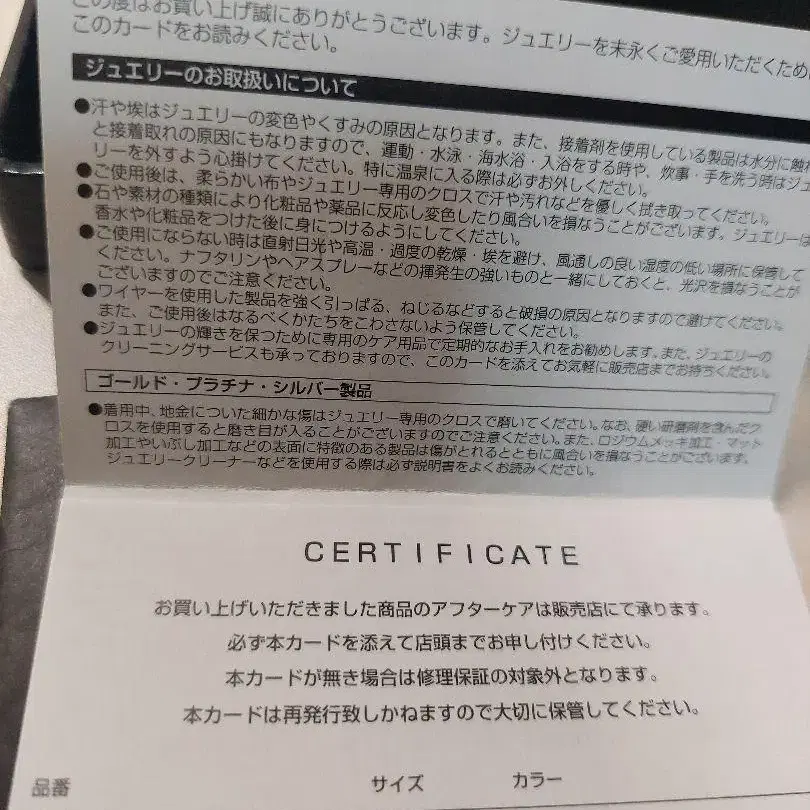 この度はお買い上げ誠にありがとうございます。ジュエリーを末永くご愛用いただくため
このカードをお読みください。
ジュエリーのお取扱いについて
●汗や埃はジュエリーの変色やくすみの原因となります。また、接着剤を使用している製品は水分に触れ
と接着取れの原因にもなりますので、運動・水泳・海水浴・入浴をする時や、炊事・手を洗う時はジュ
リーを外すよう心掛けてください。特に温泉に入る際は必ずお外しください。
●ご使用後は、柔らかい布やジュエリー専用のクロスで汗や汚れなどを優しく拭き取ってください。
●石や素材の種類により化粧品や薬品に反応し変色したり風合いを損なうことがございます。ジュエリーは
香水や化粧品をつけた後に身につけるようにしてください。
●ご使用にならない時は直射日光や高温・過度の乾燥・埃を避け、風通しの良い湿度の低い場所に保管して
ください。ナフタリンやヘアスプレーなどの揮発生の強いものと一緒にしておくと、光沢を損なうことが
ございますのでご注意ください。
●ワイヤーを使用した製品を強く引っぱる、ねじるなどすると破損の原因となりますので避けてください。
また、ご使用後はなるべくかたちをこわさないよう保管してください。
●ジュエリーの輝きを保つために専用のケア用品で定期的なお手入れをお勧めします。また、ジュエリーの
クリーニングサービスも承っておりますので、このカードを添えてお気軽に販売店までお持ちください。
ゴールド・プラチナ・シルバー製品
●着用中、地金についた細かな傷はジュエリー専用のクロスで磨いてください。なお、硬い研磨剤を含んだク
ロスを使用すると磨き目が入ることがございますのでご注意ください。また、ロジウムメッキ加工・マット
加工やいぶし加工などの表面に特徴のある製品は傷がとれるとともに風合いを損なうことがございます。
ジュエリークリーナーなどを使用する際は必ず説明書をよくお読みください。
CERTIFICATE
お買い上げいただきました商品のアフターケアは販売店にて承ります。
必ず本カードを添えて店頭までお申し付けください。
本カードが無き場合は修理保証の対象外となります。
本カードは再発行致しかねますので大切に保管してください。
品番 サイズ カラー